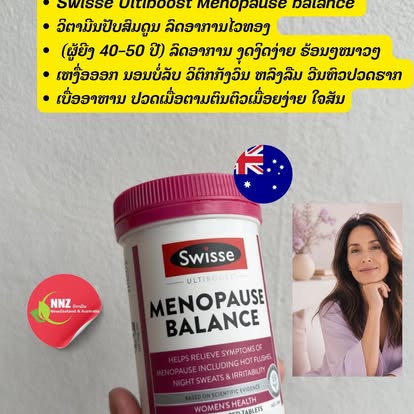 • Swisse Ultiboost Menopause balance
• ວິຕາມີນປັບສົມດູນ ລິດອາການໄວທອງ
• (ຜູ້ຍິງ 40-50 ປີ) ລິດອາການ ງຸດງິດງ່າຍ ຮ້ອນໆໜາວໆ
• ເຫງື່ອອອກ ນອນບໍ່ລັບ ວິຕົກກັງວົນ ຫລົງລືມ ວິນຫົວປວດຮາກ
• ເບື່ອອາຫານ ປວດເມື່ອຕາມຕົນຕົວເມື່ອຍງ່າຍ ໃຈສັ່ນ
Swisse
ULTIBOOST
MENOPAUSE
BALANCE
HELPS RELIEVE SYMPTOMS OF
MENOPAUSE INCLUDING HOT FLUSHES,
NIGHT SWEATS & IRRITABILITY
BASED ON SCIENTIFIC EVIDENCE
WOMEN'S HEALTH
TABLETS
NNZ
NewZealand & Australia